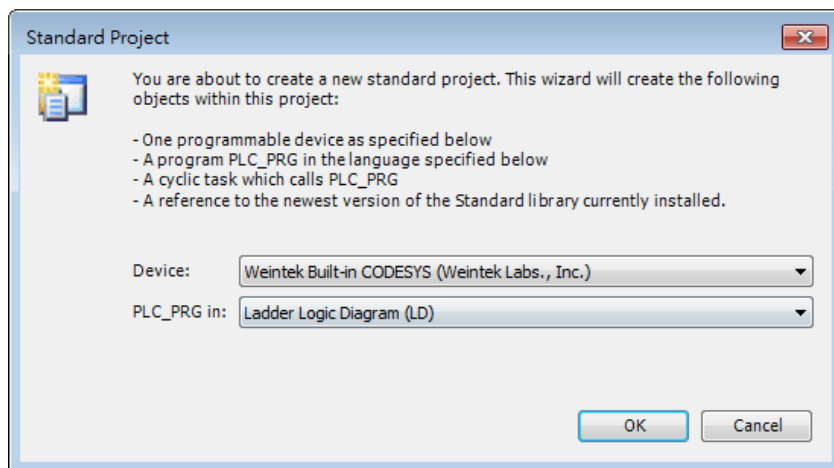 Standard Project
You are about to create a new standard project. This wizard will create the following
objects within this project:
- One programmable device as specified below
- A program PLC_PRG in the language specified below
- A cyclic task which calls PLC_PRG
- A reference to the newest version of the Standard library currently installed.
Device: Weintek Built-in CODESYS (Weintek Labs., Inc.)
PLC_PRG in: Ladder Logic Diagram (LD)
OK Cancel